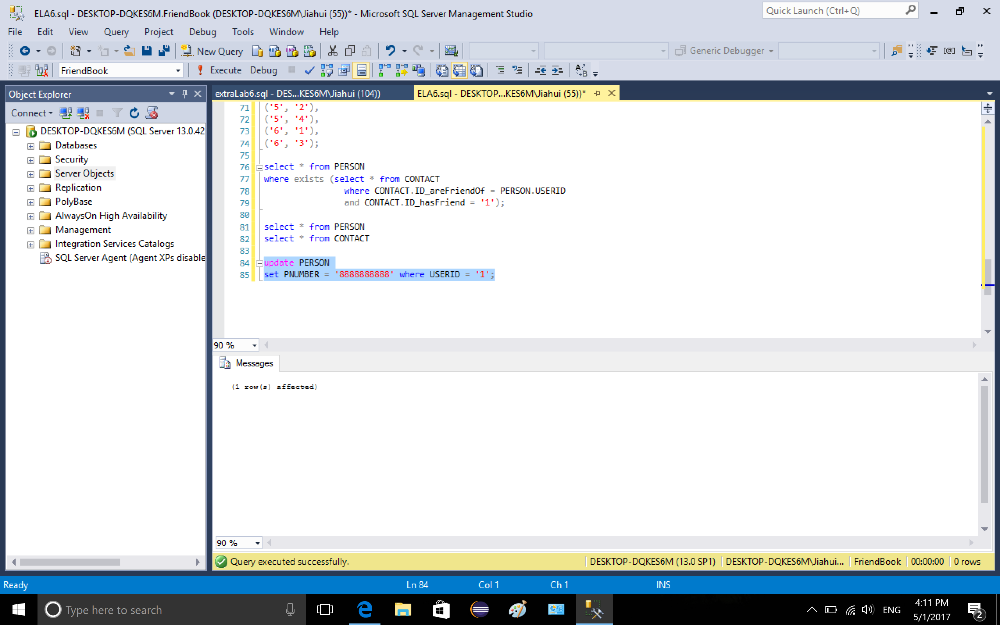 ELA6.sql - DESKTOP-DQKES6M.FriendBook (DESKTOP-DQKES6M\Jiahui (55))* - Microsoft SQL Server Management Studio
Quick Launch (Ctrl+Q)
File Edit View Query Project Debug Tools Window Help
New Query
Generic Debugger
FriendBook
Execute Debug
Object Explorer
Connect
DESKTOP-DQKES6M (SQL Server 13.0.42
Databases
Security
Server Objects
Replication
PolyBase
AlwaysOn High Availability
Management
Integration Services Catalogs
SQL Server Agent (Agent XPs disable
extraLab6.sql - DES...KES6M\Jiahui (104))
ELA6.sql - DESKTOP...KES6M\Jiahui (55))*
71 ('5', '2'),
72 ('5', '4'),
73 ('6', '1'),
74 ('6', '3');
75
76 select * from PERSON
77 where exists (select * from CONTACT
78 where CONTACT.ID_areFriendOf = PERSON.USERID
79 and CONTACT.ID_hasFriend = '1');
80
81 select * from PERSON
82 select * from CONTACT
83
84 update PERSON
85 set PNUMBER = '8888888888' where USERID = '1';
90 %
Messages
(1 row(s) affected)
90 %
Query executed successfully.
DESKTOP-DQKES6M (13.0 SP1) DESKTOP-DQKES6M\Jiahui... FriendBook 00:00:00 0 rows
Ready Ln 84 Col 1 Ch 1 INS
Type here to search
ENG
4:11 PM
5/1/2017
2